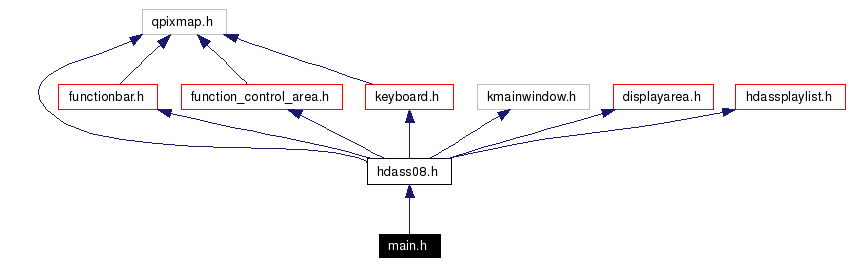 qpixmap.h
functionbar.h
function_control_area.h
keyboard.h
kmainwindow.h
displayarea.h
hdassplaylist.h
hdass08.h
main.h